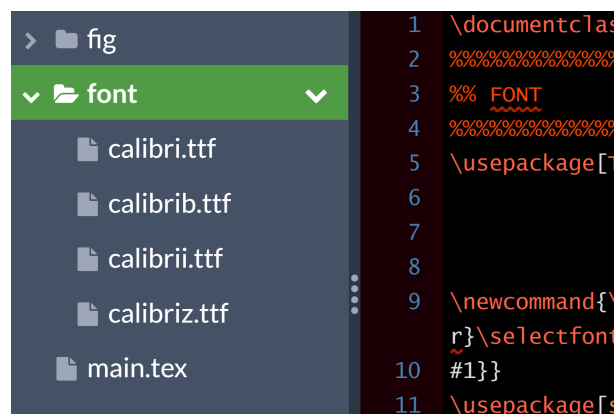 fig
font
calibri.ttf
calibrib.ttf
calibrii.ttf
calibriz.ttf
main.tex
1 \documentclas
2 %%%%%%%%%%%%%
3 %% FONT
4 %%%%%%%%%%%%%
5 \usepackage[T
6
7
8
9 \newcommand{\
r}\selectfont
10 #1}}
11 \usepackage[s